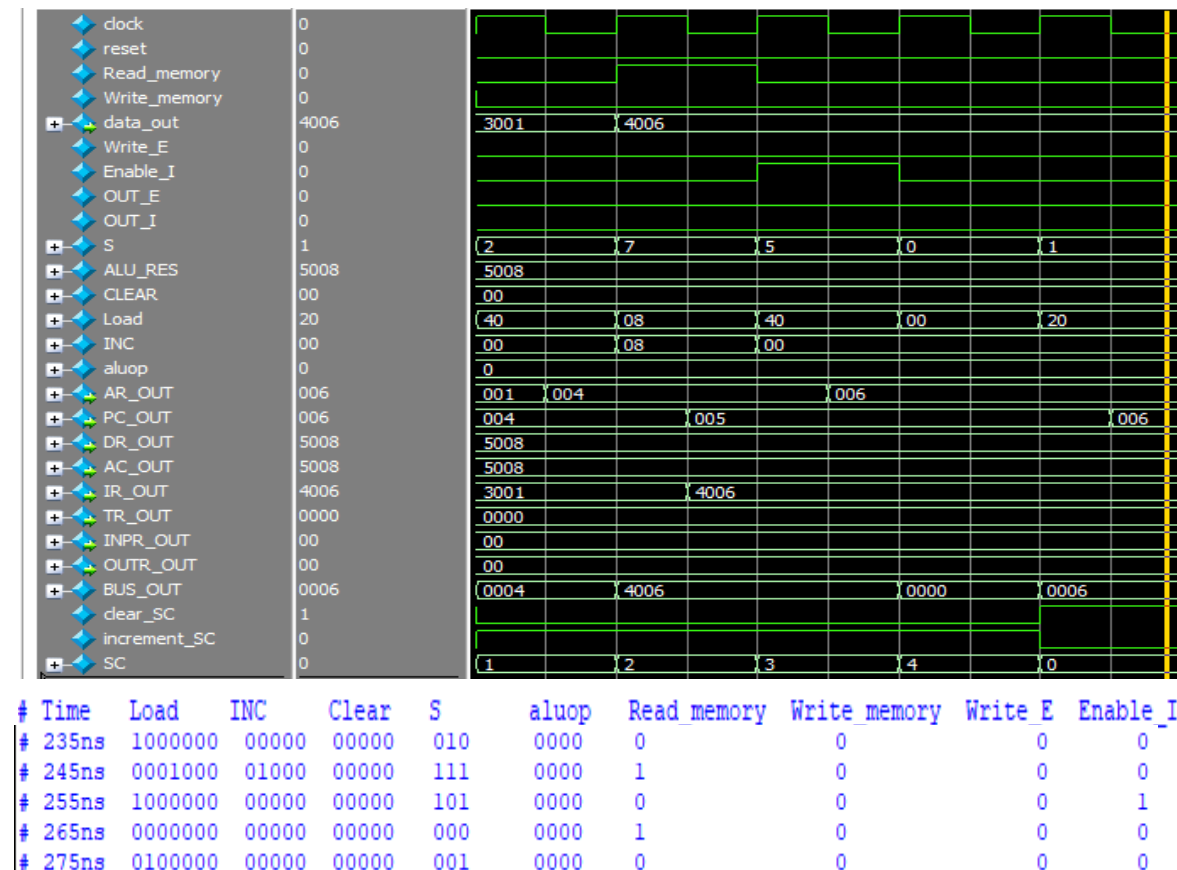 clock 0
reset 0
Read_memory 0
Write_memory 0
data_out 4006 3001 4006
Write_E 0
Enable_I 0
OUT_E 0
OUT_I 0
S 1 2 7 5 0 1
ALU_RES 5008 5008
CLEAR 00 00
Load 20 40 08 40 00 20
INC 00 00 08 00
aluop 0 0
AR_OUT 006 001 004 006
PC_OUT 006 004 005 006
DR_OUT 5008 5008
AC_OUT 5008 5008
IR_OUT 4006 3001 4006
TR_OUT 0000 0000
INPR_OUT 00 00
OUTR_OUT 00 00
BUS_OUT 0006 0004 4006 0000 0006
clear_SC 1
increment_SC 0
SC 0 1 2 3 4 0
# Time Load INC Clear S aluop Read_memory Write_memory Write_E Enable_I
# 235ns 1000000 00000 00000 010 0000 0 0 0 0
# 245ns 0001000 01000 00000 111 0000 1 0 0 0
# 255ns 1000000 00000 00000 101 0000 0 0 0 1
# 265ns 0000000 00000 00000 000 0000 1 0 0 0
# 275ns 0100000 00000 00000 001 0000 0 0 0 0